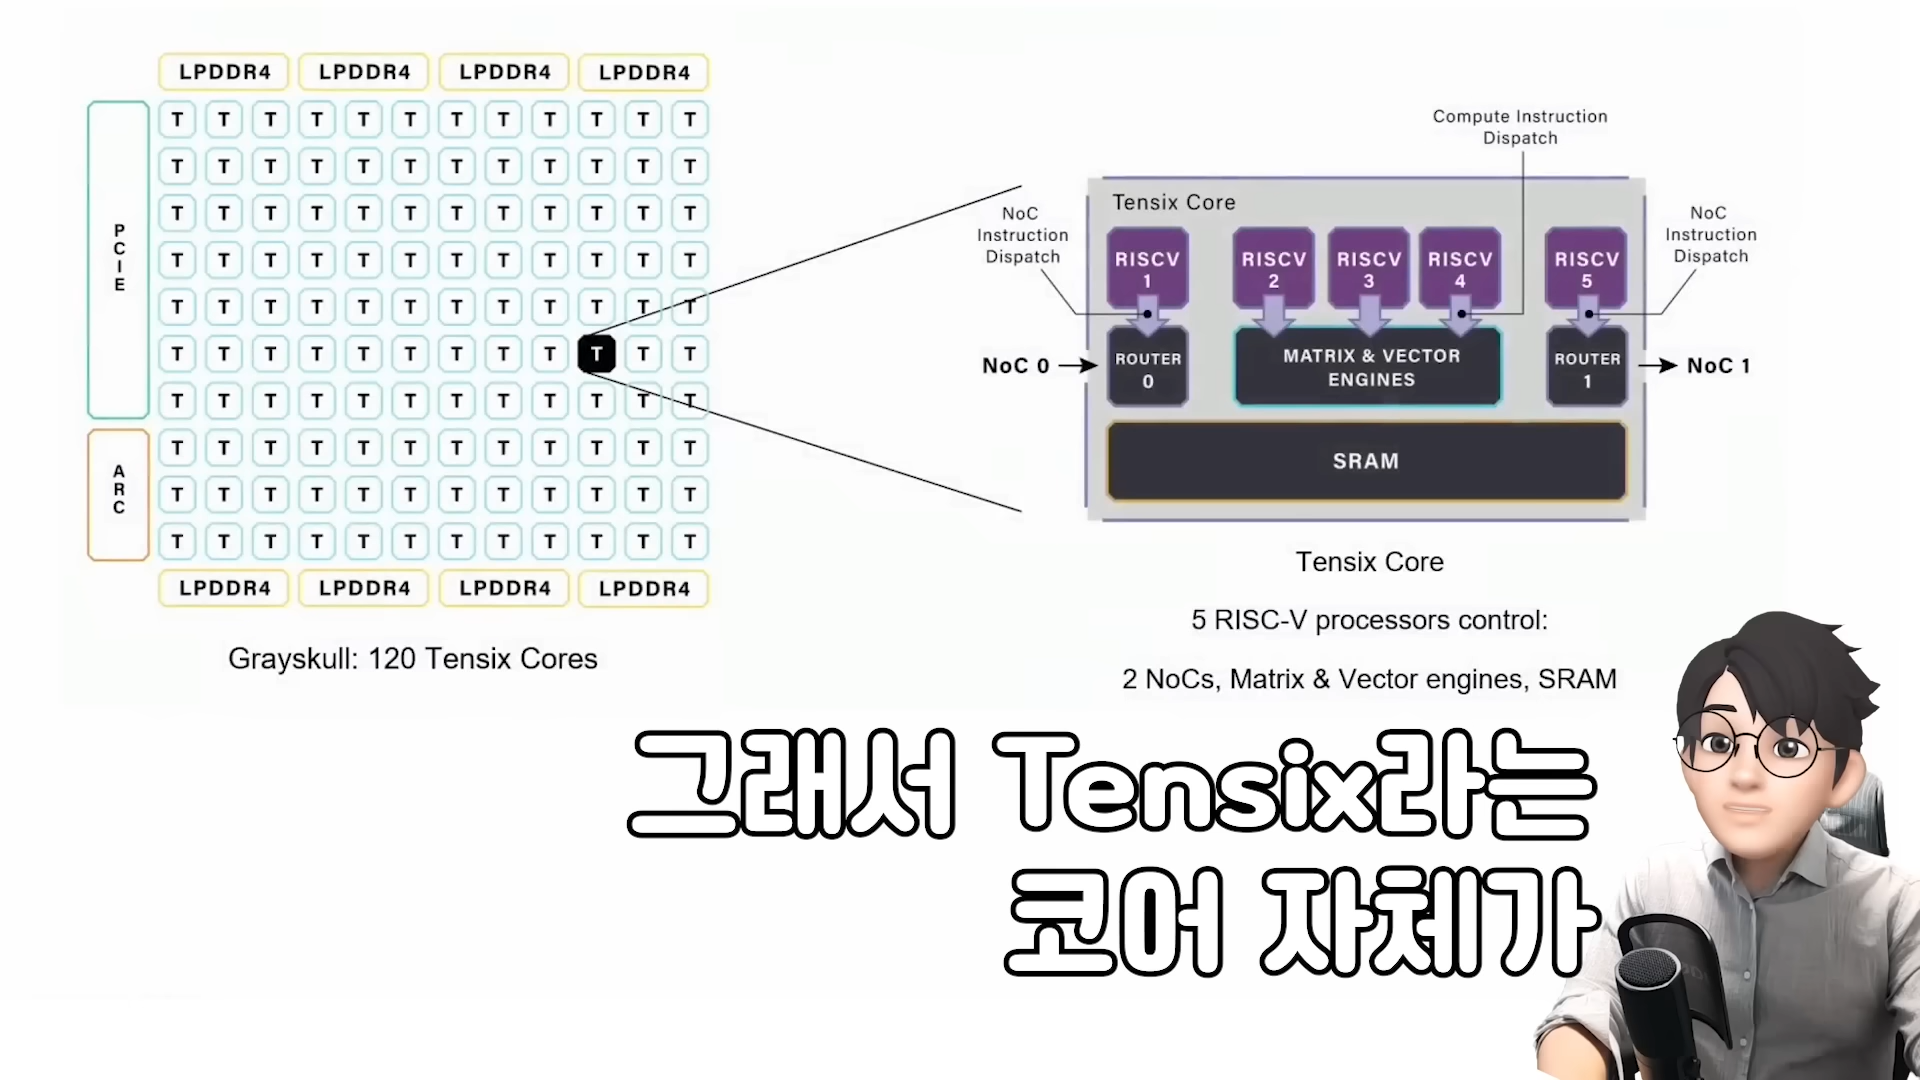 LPDDR4 LPDDR4 LPDDR4 LPDDR4
PCIE
ARC
T T T T T T T T T T T T
T T T T T T T T T T T T
T T T T T T T T T T T T
T T T T T T T T T T T T
T T T T T T T T T T T T
T T T T T T T T T T T T
T T T T T T T T T T T T
T T T T T T T T T T T T
T T T T T T T T T T T T
T T T T T T T T T T T T
LPDDR4 LPDDR4 LPDDR4 LPDDR4
Grayskull: 120 Tensix Cores
Compute Instruction
Dispatch
Tensix Core
NoC
Instruction
Dispatch
RISCV
1
RISCV
2
RISCV
3
RISCV
4
RISCV
5
NoC
Instruction
Dispatch
NoC 0
ROUTER
0
MATRIX & VECTOR
ENGINES
ROUTER
1
NoC 1
SRAM
Tensix Core
5 RISC-V processors control:
2 NoCs, Matrix & Vector engines, SRAM
그래서 Tensix라는
코어 자체가